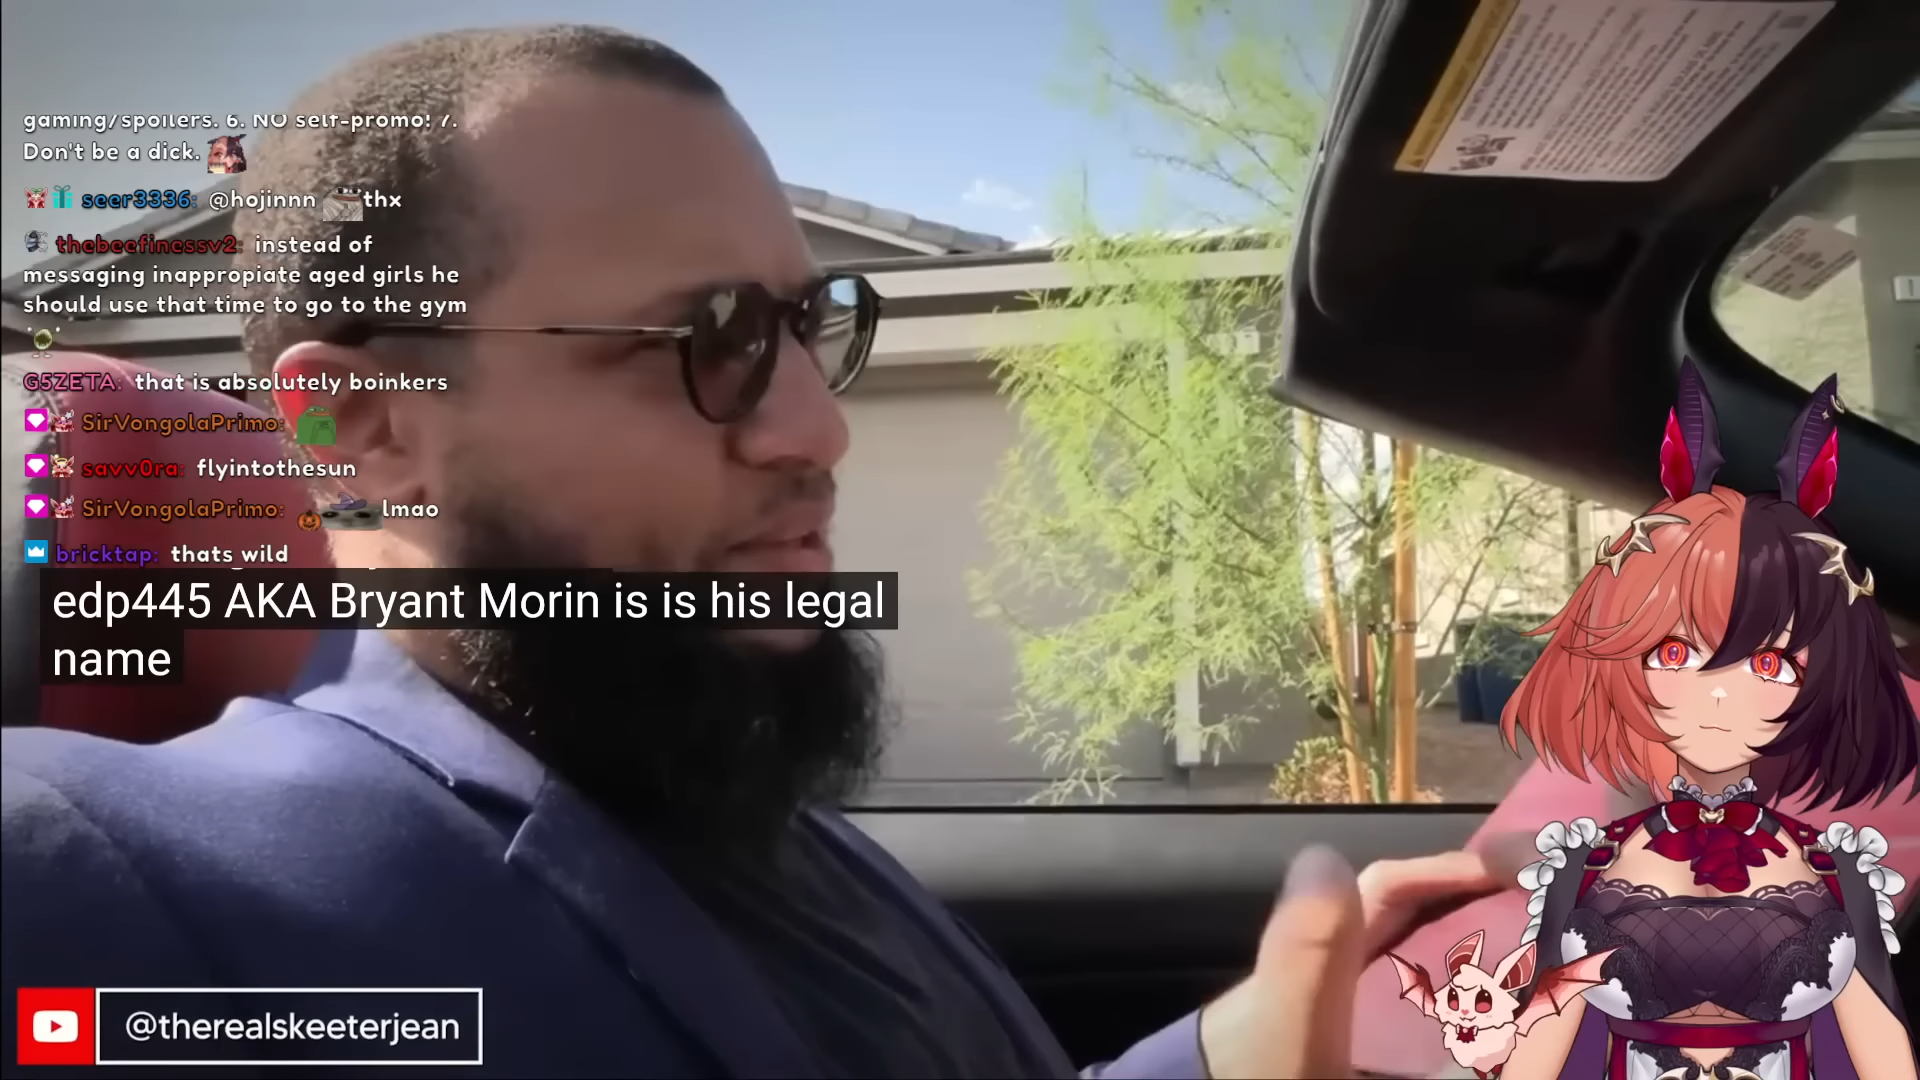 gaming/spoilers. 6. NO self-promo! 7.
Don't be a dick.
seer3336: @hojinnn thx
thebeefinessv2: instead of
messaging inappropiate aged girls he
should use that time to go to the gym
G5ZETA: that is absolutely boinkers
SirVongolaPrimo:
savv0ra: flyintothesun
SirVongolaPrimo: lmao
bricktap: thats wild
edp445 AKA Bryant Morin is is his legal
name
@therealskeeterjean